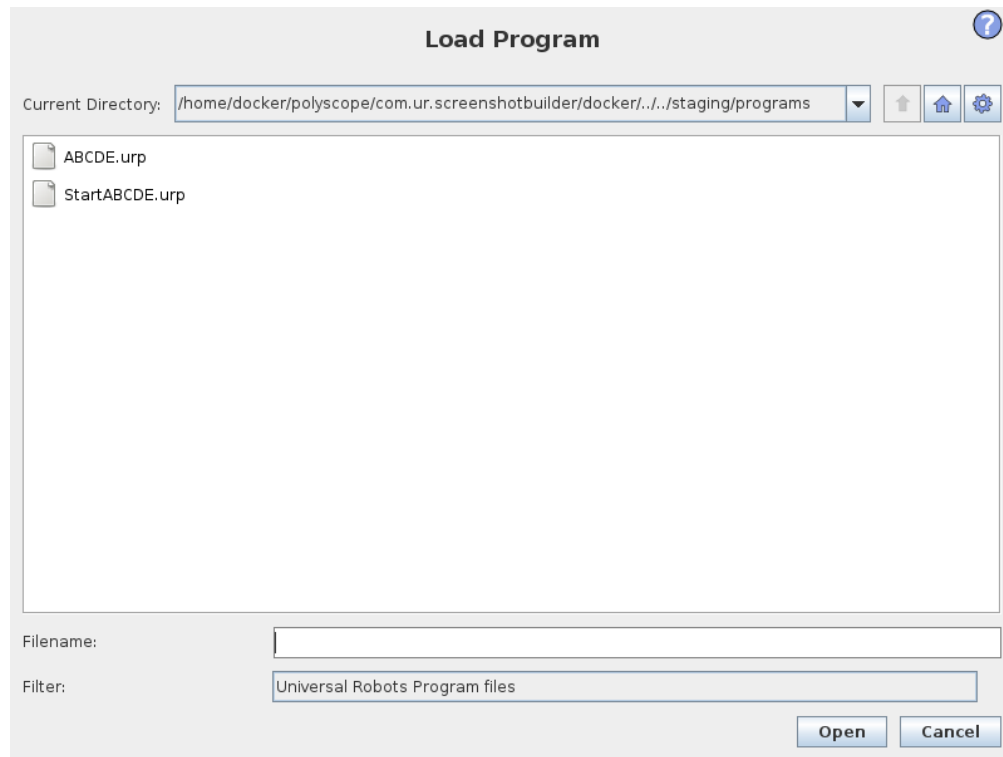 Load Program
?
Current Directory: /home/docker/polyscope/com.ur.screenshotbuilder/docker/../../staging/programs
ABCDE.urp
StartABCDE.urp
Filename:
Filter: Universal Robots Program files
Open Cancel